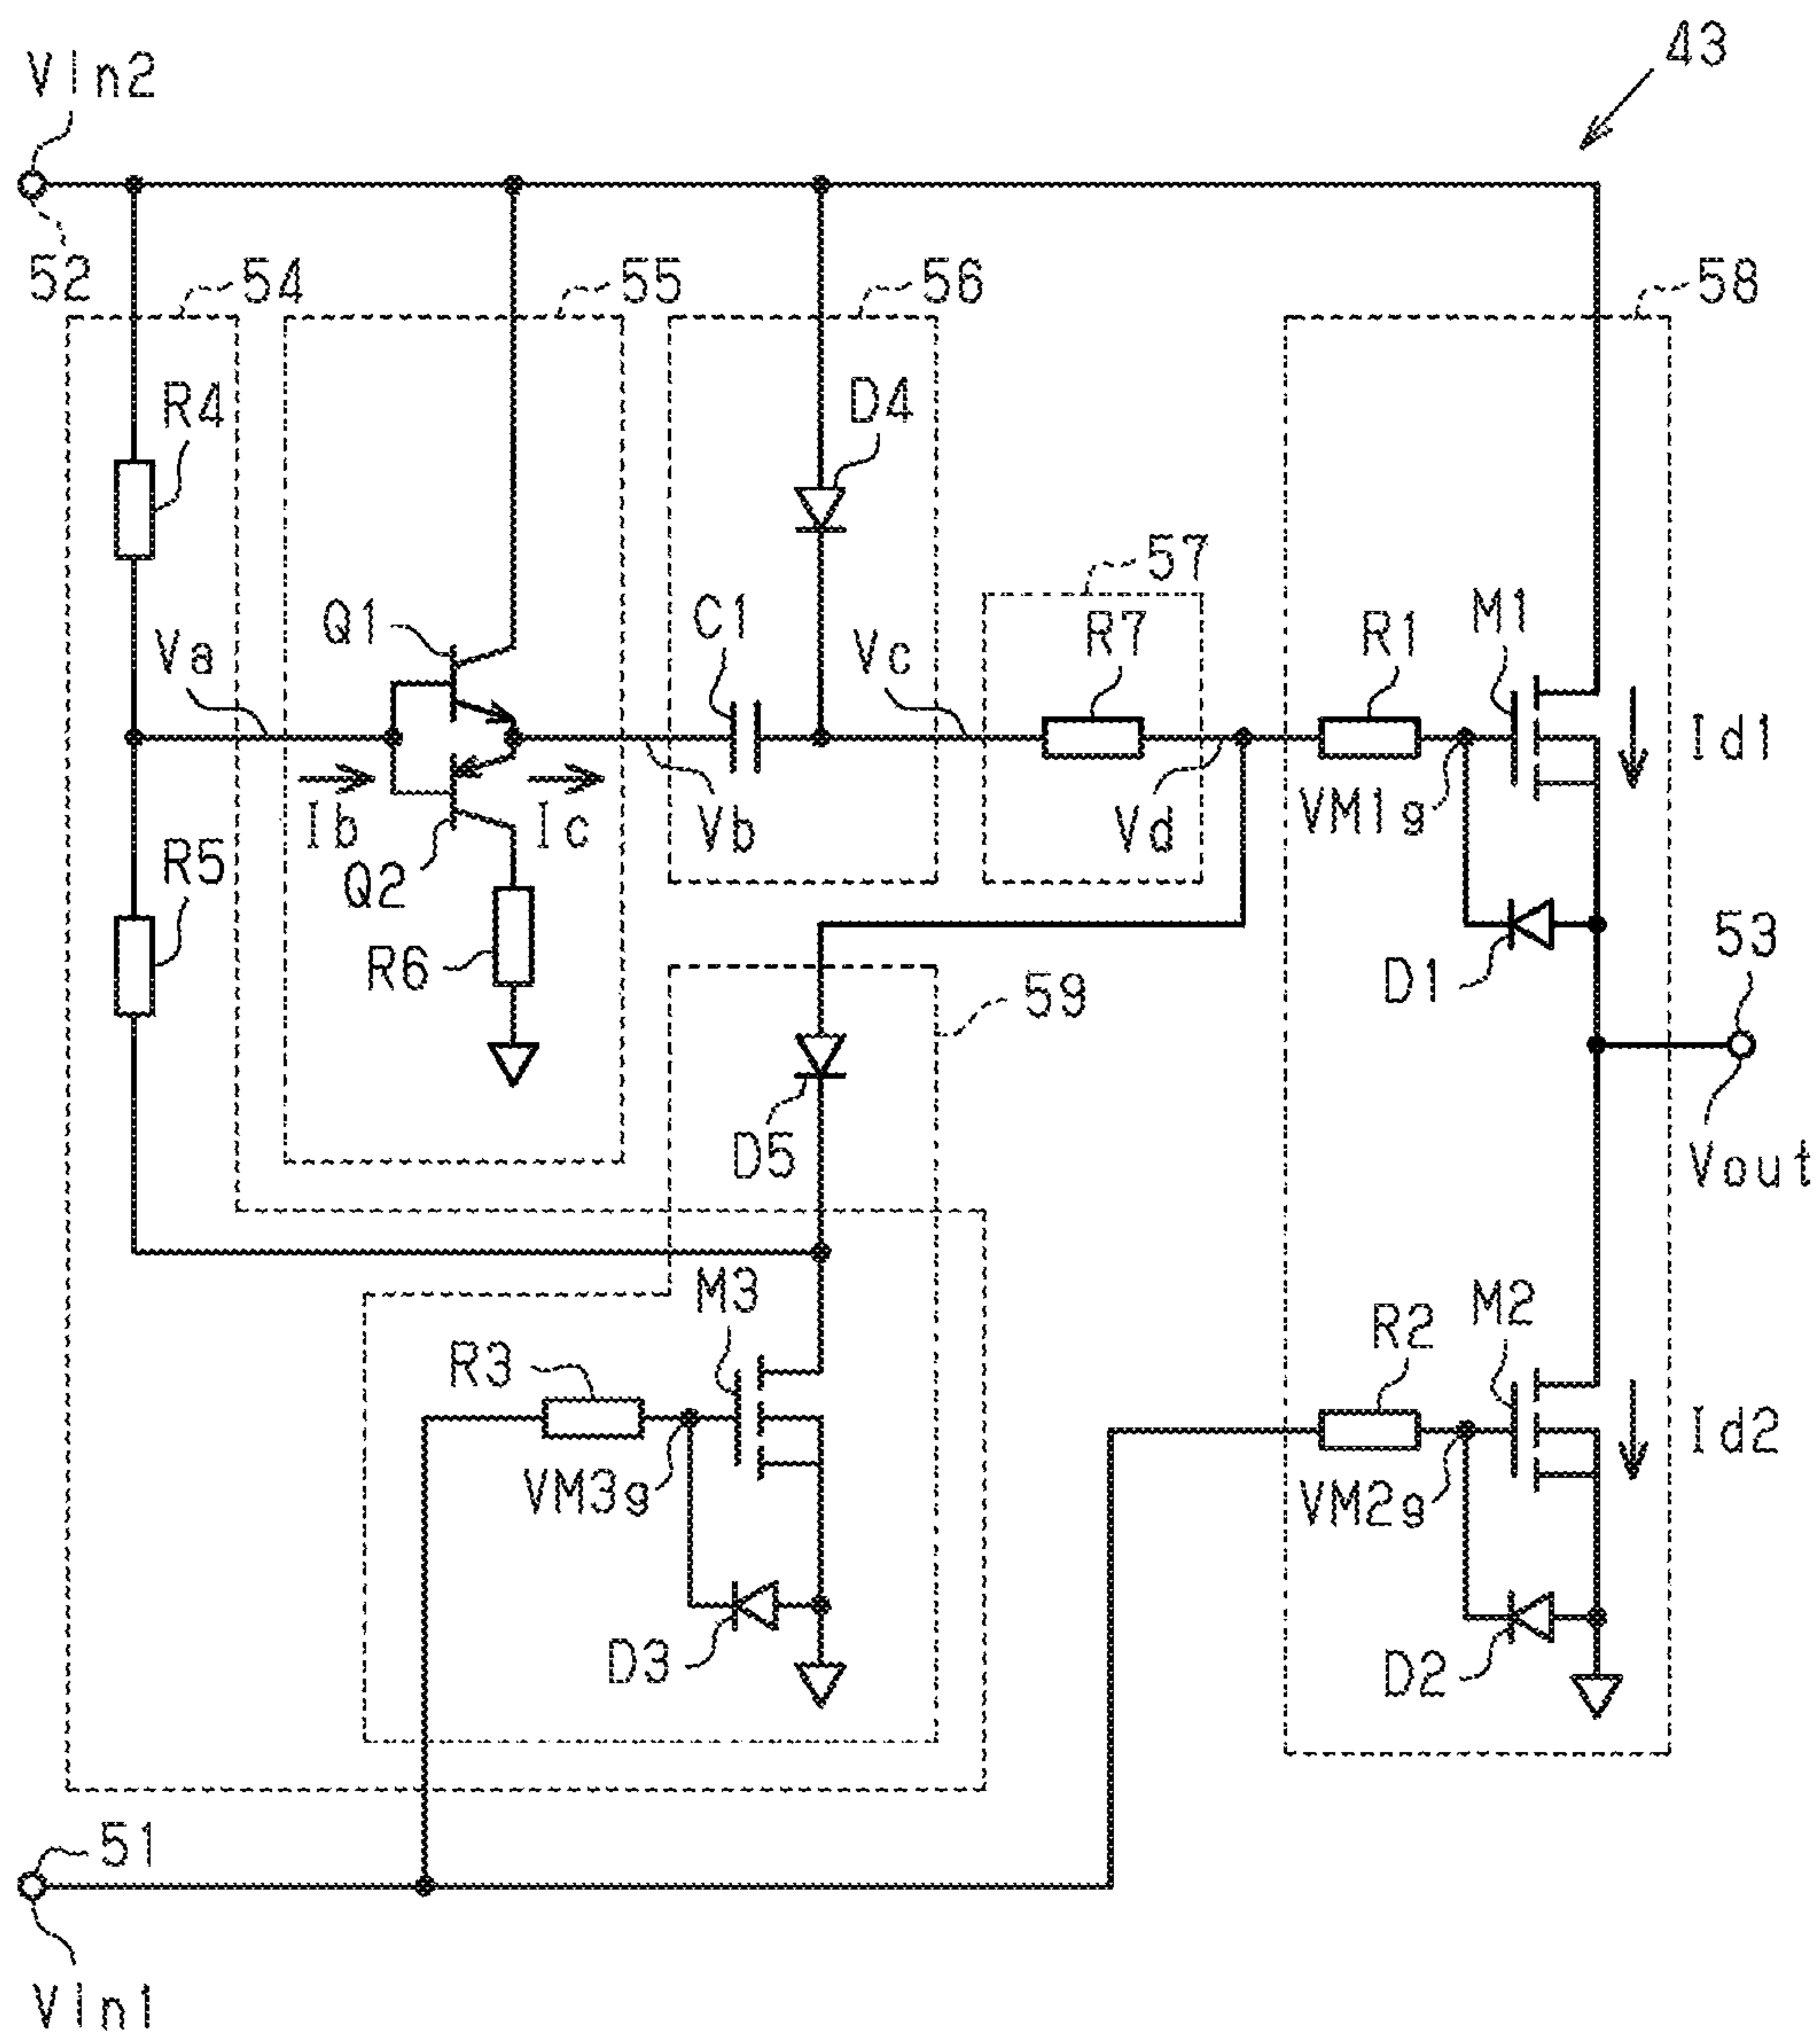 43
VIn2
52
54
55
56
58
R4
D4
57
Q1
C1
M1
Va
Vc
R7
R1
Id1
Ib
Ic
Vb
Vd
VM1g
R5
Q2
R6
D1
53
59
D5
Vout
M3
M2
R3
R2
Id2
VM3g
VM2g
D3
D2
51
VIn1